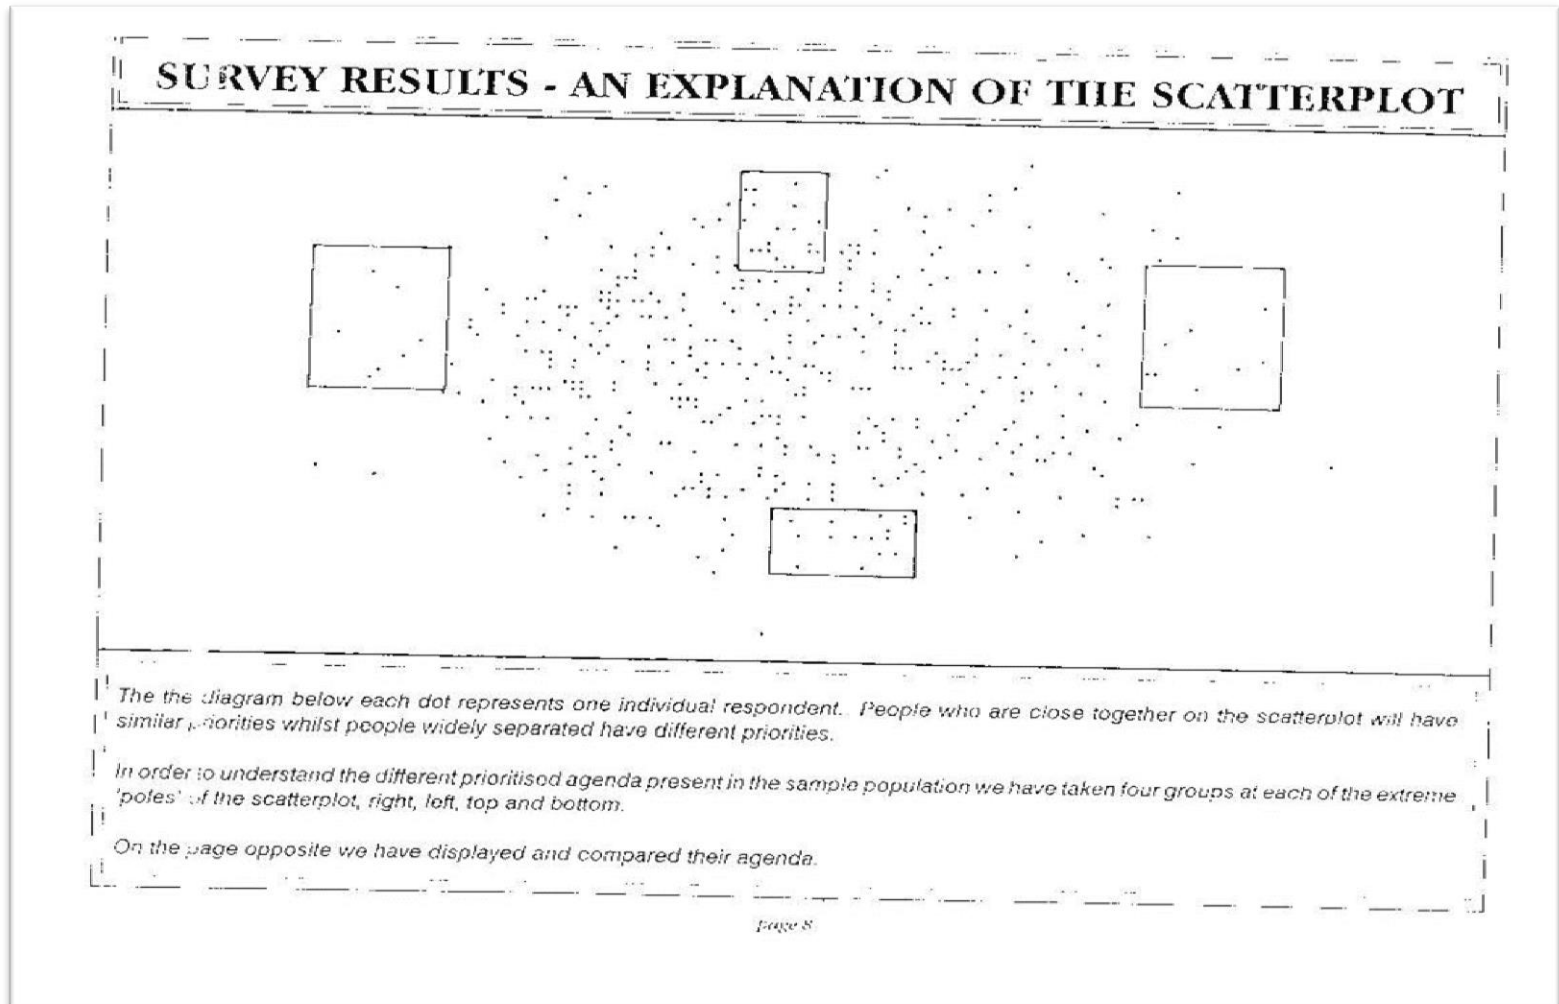 SURVEY RESULTS - AN EXPLANATION OF THE SCATTERPLOT
The the diagram below each dot represents one individual respondent. People who are close together on the scatterplot will have
similar priorities whilst people widely separated have different priorities.
In order to understand the different prioritised agenda present in the sample population we have taken four groups at each of the extreme
'poles' of the scatterplot, right, left, top and bottom.
On the page opposite we have displayed and compared their agenda.
page 8